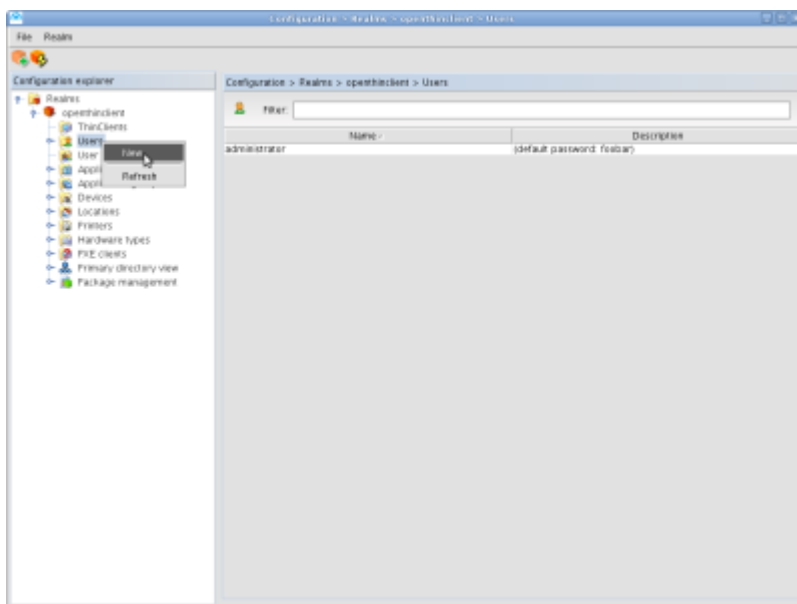 Configuration > Realms > openthinclient > Users
File Realm
Configuration explorer
Configuration > Realms > openthinclient > Users
Realms
openthinclient
ThinClients
Users
User
Devices
Locations
Printers
Hardware types
PXE clients
Primary directory view
Package management
New
Refresh
Filter:
Name Description
administrator (default password: foobar)